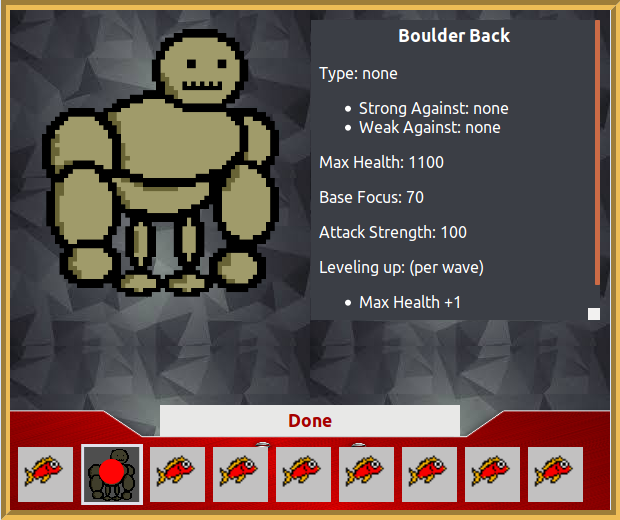 Boulder Back
Type: none
• Strong Against: none
• Weak Against: none
Max Health: 1100
Base Focus: 70
Attack Strength: 100
Leveling up: (per wave)
• Max Health +1
Done